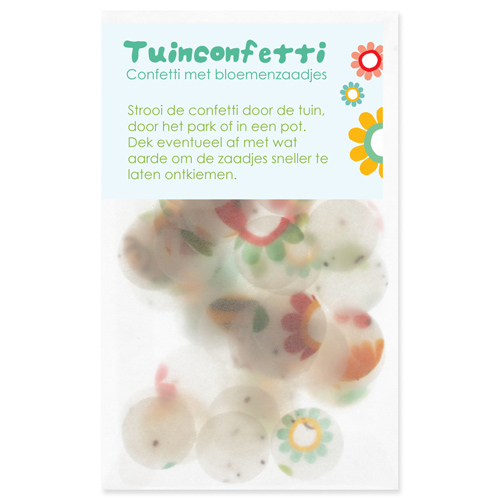 Tuinconfetti
Confetti met bloemenzaadjes
Strooi de confetti door de tuin,
door het park of in een pot.
Dek eventueel af met wat
aarde om de zaadjes sneller te
laten ontkiemen.